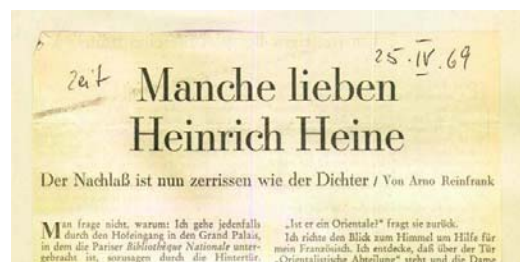 Zeit
25.IV.69
Manche lieben
Heinrich Heine
Der Nachlaß ist nun zerrissen wie der Dichter / Von Arno Reinfrank
Man frage nicht, warum: Ich gehe jedenfalls
durch den Hofeingang in den Grand Palais,
in dem die Pariser Bibliothèque Nationale unter-
gebracht ist, sozusagen durch die Hintertür.
„Ist er ein Orientale?" fragt sie zurück.
Ich richte den Blick zum Himmel um Hilfe für
mein Französisch. Ich entdecke, daß über der Tür
„Orientalistische Abteilung" steht und die Dame